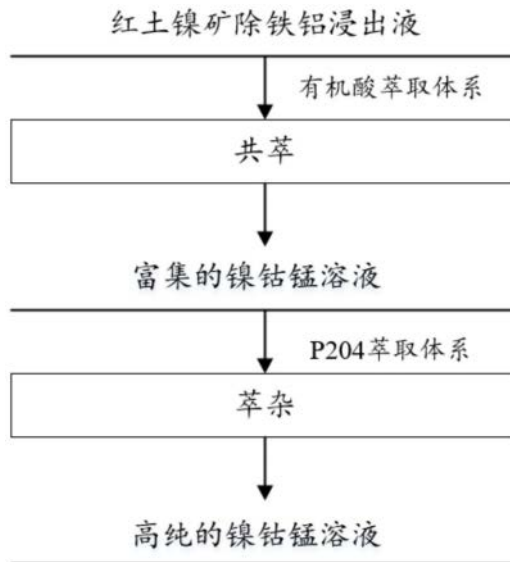 红土镍矿除铁铝浸出液
有机酸萃取体系
共萃
富集的镍钴锰溶液
P204萃取体系
萃杂
高纯的镍钴锰溶液